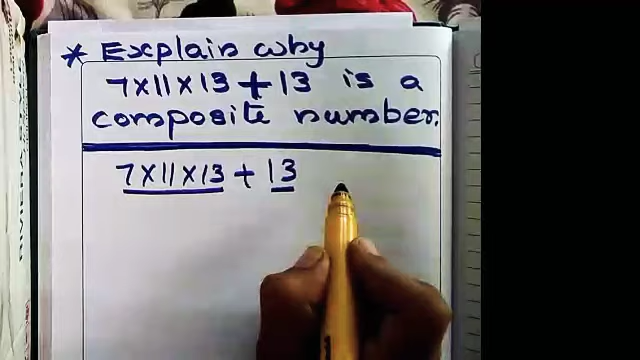 * Explain why
7×11×13 + 13 is a
composite number.
7×11×13 + 13